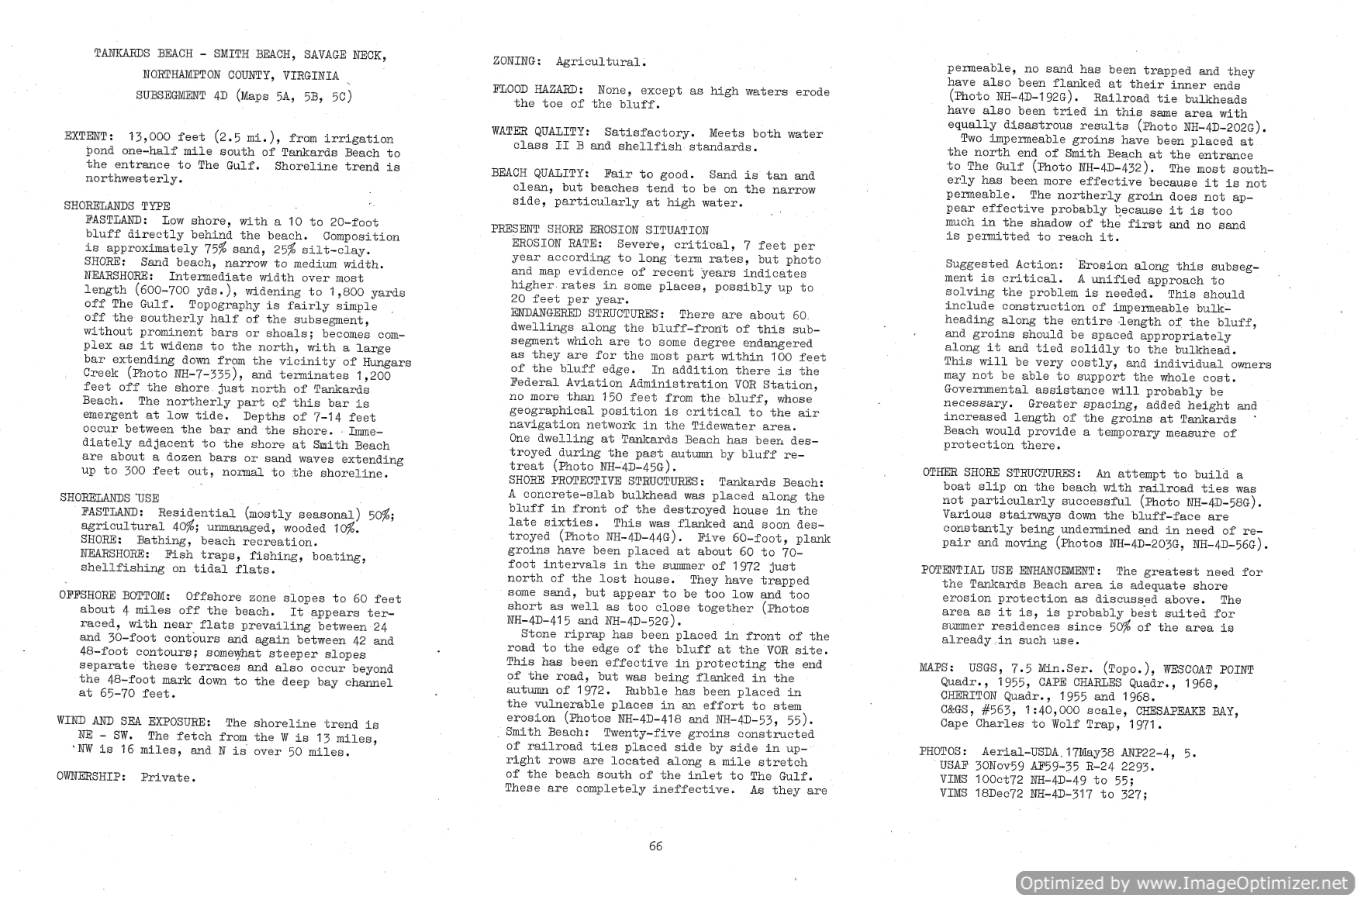 TANKARDS BEACH - SMITH BEACH, SAVAGE NECK,
NORTHAMPTON COUNTY, VIRGINIA
SUBSEGMENT 4D (Maps 5A, 5B, 5C)
EXTENT: 13,000 feet (2.5 mi.), from irrigation
pond one-half mile south of Tankards Beach to
the entrance to The Gulf. Shoreline trend is
northwesterly.
SHORELANDS TYPE
FASTLAND: Low shore, with a 10 to 20-foot
bluff directly behind the beach. Composition
is approximately 75% sand, 25% silt-clay.
SHORE: Sand beach, narrow to medium width.
NEARSHORE: Intermediate width over most
length (600-700 yds.), widening to 1,800 yards
off The Gulf. Topography is fairly simple
off the southerly half of the subsegment,
without prominent bars or shoals; becomes com-
plex as it widens to the north, with a large
bar extending down from the vicinity of Hungars
Creek (Photo NH-7-335), and terminates 1,200
feet off the shore just north of Tankards
Beach. The northerly part of this bar is
emergent at low tide. Depths of 7-14 feet
occur between the bar and the shore. Imme-
diately adjacent to the shore at Smith Beach
are about a dozen bars or sand waves extending
up to 300 feet out, normal to the shoreline.
SHORELANDS USE
FASTLAND: Residential (mostly seasonal) 50%;
agricultural 40%; unmanaged, wooded 10%.
SHORE: Bathing, beach recreation.
NEARSHORE: Fish traps, fishing, boating,
shellfishing on tidal flats.
OFFSHORE BOTTOM: Offshore zone slopes to 60 feet
about 4 miles off the beach. It appears ter-
raced, with near flats prevailing between 24
and 30-foot contours and again between 42 and
48-foot contours; somewhat steeper slopes
separate these terraces and also occur beyond
the 48-foot mark down to the deep bay channel
at 65-70 feet.
WIND AND SEA EXPOSURE: The shoreline trend is
NE - SW. The fetch from the W is 13 miles,
NW is 16 miles, and N is over 50 miles.
OWNERSHIP: Private.
ZONING: Agricultural.
FLOOD HAZARD: None, except as high waters erode
the toe of the bluff.
WATER QUALITY: Satisfactory. Meets both water
class II B and shellfish standards.
BEACH QUALITY: Fair to good. Sand is tan and
clean, but beaches tend to be on the narrow
side, particularly at high water.
PRESENT SHORE EROSION SITUATION
EROSION RATE: Severe, critical, 7 feet per
year according to long term rates, but photo
and map evidence of recent years indicates
higher rates in some places, possibly up to
20 feet per year.
ENDANGERED STRUCTURES: There are about 60
dwellings along the bluff-front of this sub-
segment which are to some degree endangered
as they are for the most part within 100 feet
of the bluff edge. In addition there is the
Federal Aviation Administration VOR Station,
no more than 150 feet from the bluff, whose
geographical position is critical to the air
navigation network in the Tidewater area.
One dwelling at Tankards Beach has been des-
troyed during the past autumn by bluff re-
treat (Photo NH-4D-45G).
SHORE PROTECTIVE STRUCTURES: Tankards Beach:
A concrete-slab bulkhead was placed along the
bluff in front of the destroyed house in the
late sixties. This was flanked and soon des-
troyed (Photo NH-4D-44G). Five 60-foot, plank
groins have been placed at about 60 to 70-
foot intervals in the summer of 1972 just
north of the lost house. They have trapped
some sand, but appear to be too low and too
short as well as too close together (Photos
NH-4D-415 and NH-4D-52G).
Stone riprap has been placed in front of the
road to the edge of the bluff at the VOR site.
This has been effective in protecting the end
of the road, but was being flanked in the
autumn of 1972. Rubble has been placed in
the vulnerable places in an effort to stem
erosion (Photos NH-4D-418 and NH-4D-53, 55).
Smith Beach: Twenty-five groins constructed
of railroad ties placed side by side in up-
right rows are located along a mile stretch
of the beach south of the inlet to The Gulf.
These are completely ineffective. As they are
permeable, no sand has been trapped and they
have also been flanked at their inner ends
(Photo NH-4D-192G). Railroad tie bulkheads
have also been tried in this same area with
equally disastrous results (Photo NH-4D-202G).
Two impermeable groins have been placed at
the north end of Smith Beach at the entrance
to The Gulf (Photo NH-4D-432). The most south-
erly has been more effective because it is not
permeable. The northerly groin does not ap-
pear effective probably because it is too
much in the shadow of the first and no sand
is permitted to reach it.
Suggested Action: Erosion along this subseg-
ment is critical. A unified approach to
solving the problem is needed. This should
include construction of impermeable bulk-
heading along the entire length of the bluff,
and groins should be spaced appropriately
along it and tied solidly to the bulkhead.
This will be very costly, and individual owners
may not be able to support the whole cost.
Governmental assistance will probably be
necessary. Greater spacing, added height and
increased length of the groins at Tankards
Beach would provide a temporary measure of
protection there.
OTHER SHORE STRUCTURES: An attempt to build a
boat slip on the beach with railroad ties was
not particularly successful (Photo NH-4D-58G).
Various stairways down the bluff-face are
constantly being undermined and in need of re-
pair and moving (Photos NH-4D-203G, NH-4D-56G).
POTENTIAL USE ENHANCEMENT: The greatest need for
the Tankards Beach area is adequate shore
erosion protection as discussed above. The
area as it is, is probably best suited for
summer residences since 50% of the area is
already in such use.
MAPS: USGS, 7.5 Min.Ser. (Topo.), WESCOAT POINT
Quadr., 1955, CAPE CHARLES Quadr., 1968,
CHERITON Quadr., 1955 and 1968.
C&GS, #563, 1:40,000 scale, CHESAPEAKE BAY,
Cape Charles to Wolf Trap, 1971.
PHOTOS: Aerial-USDA 17May38 ANP22-4, 5.
USAF 30Nov59 AF59-35 R-24 2293.
VIMS 10Oct72 NH-4D-49 to 55;
VIMS 18Dec72 NH-4D-317 to 327;
66
Optimized by www.ImageOptimizer.net